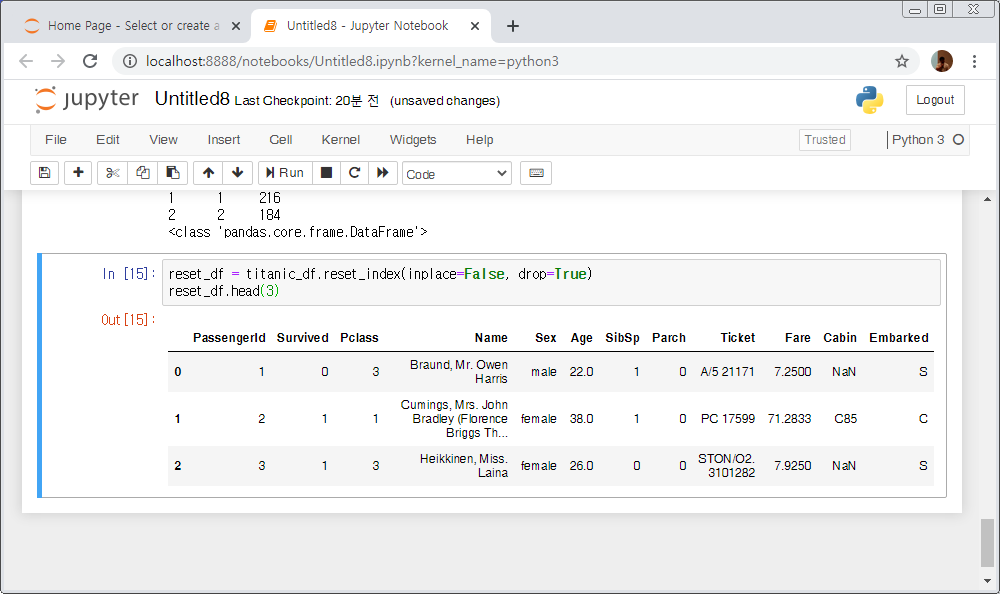 Home Page - Select or create a
Untitled8 - Jupyter Notebook
localhost:8888/notebooks/Untitled8.ipynb?kernel_name=python3
jupyter Untitled8 Last Checkpoint: 20분 전 (unsaved changes)
Logout
File Edit View Insert Cell Kernel Widgets Help Trusted Python 3
Run Code
1 1 216
2 2 184
<class 'pandas.core.frame.DataFrame'>
In [15]: reset_df = titanic_df.reset_index(inplace=False, drop=True)
reset_df.head(3)
Out[15]:
PassengerId Survived Pclass Name Sex Age SibSp Parch Ticket Fare Cabin Embarked
0 1 0 3 Braund, Mr. Owen Harris male 22.0 1 0 A/5 21171 7.2500 NaN S
1 2 1 1 Cumings, Mrs. John Bradley (Florence Briggs Th... female 38.0 1 0 PC 17599 71.2833 C85 C
2 3 1 3 Heikkinen, Miss. Laina female 26.0 0 0 STON/O2. 3101282 7.9250 NaN S